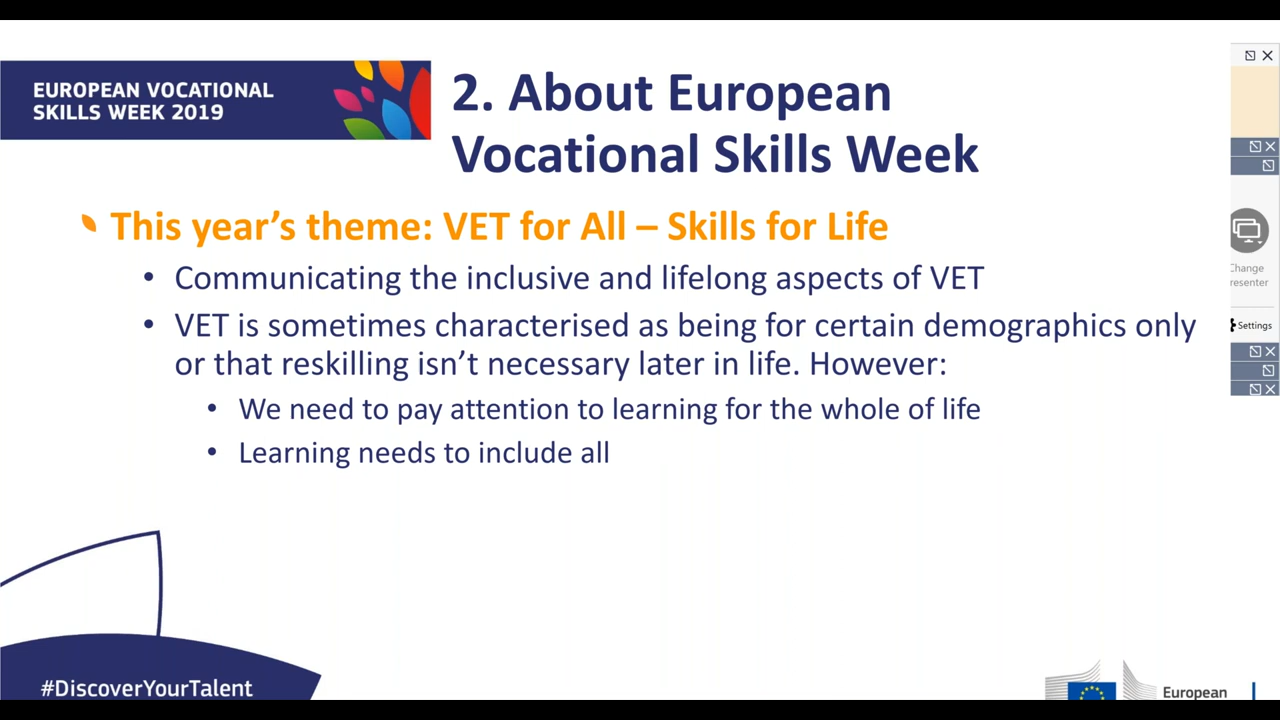 EUROPEAN VOCATIONAL
SKILLS WEEK 2019
2. About European
Vocational Skills Week
This year’s theme: VET for All – Skills for Life
• Communicating the inclusive and lifelong aspects of VET
• VET is sometimes characterised as being for certain demographics only
or that reskilling isn’t necessary later in life. However:
• We need to pay attention to learning for the whole of life
• Learning needs to include all
Settings
#DiscoverYourTalent
European